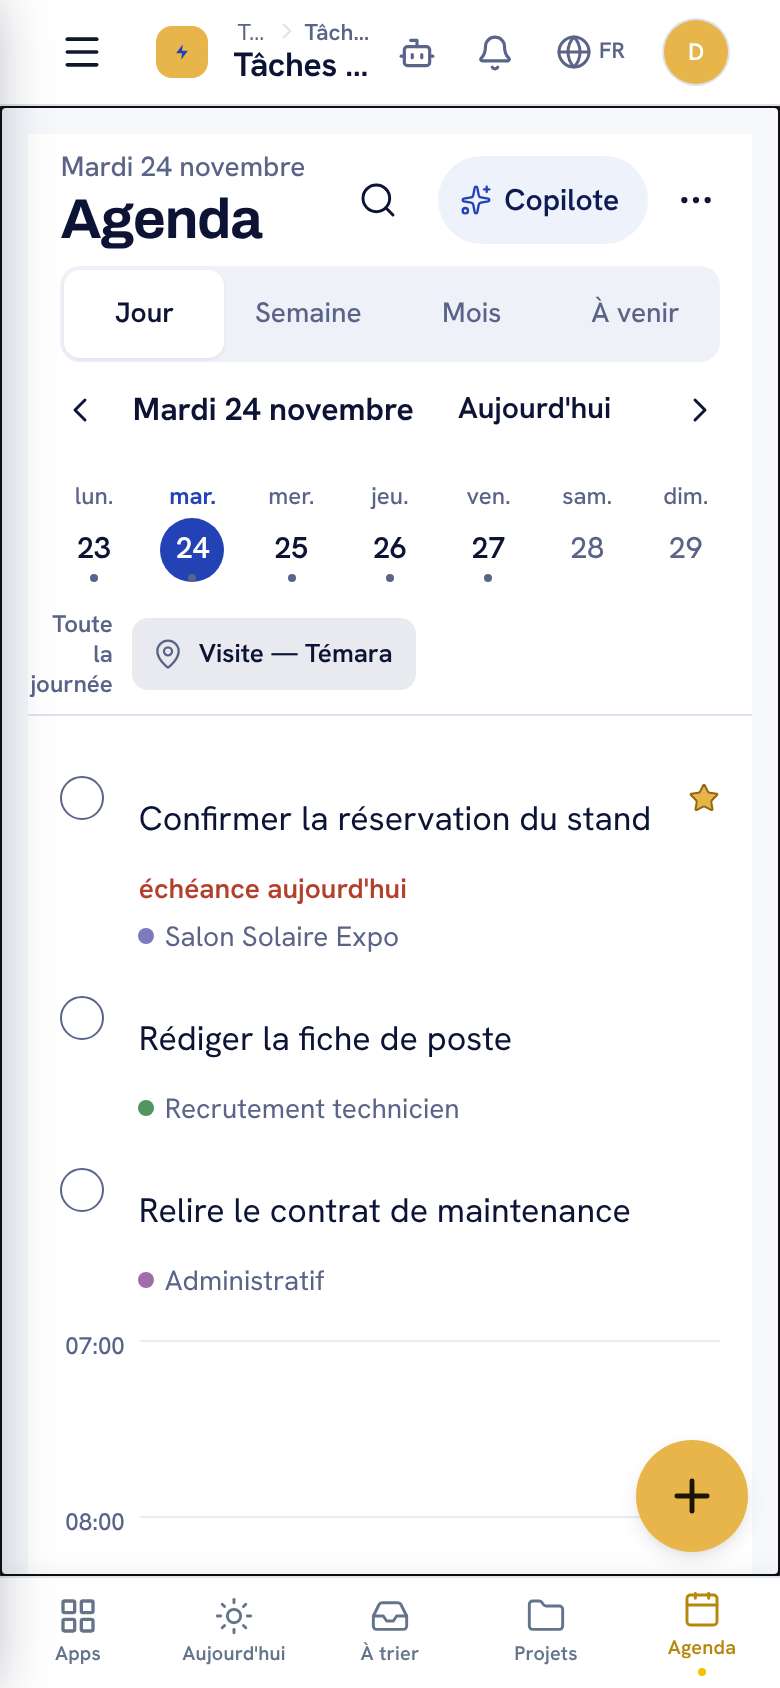 T... > Tâch...
Tâches ...
FR
D
Mardi 24 novembre
Agenda
Copilote
Jour
Semaine
Mois
À venir
Mardi 24 novembre
Aujourd'hui
lun. mar. mer. jeu. ven. sam. dim.
23 24 25 26 27 28 29
Toute
la
journée
Visite — Témara
Confirmer la réservation du stand
échéance aujourd'hui
Salon Solaire Expo
Rédiger la fiche de poste
Recrutement technicien
Relire le contrat de maintenance
Administratif
07:00
08:00
Apps
Aujourd'hui
À trier
Projets
Agenda